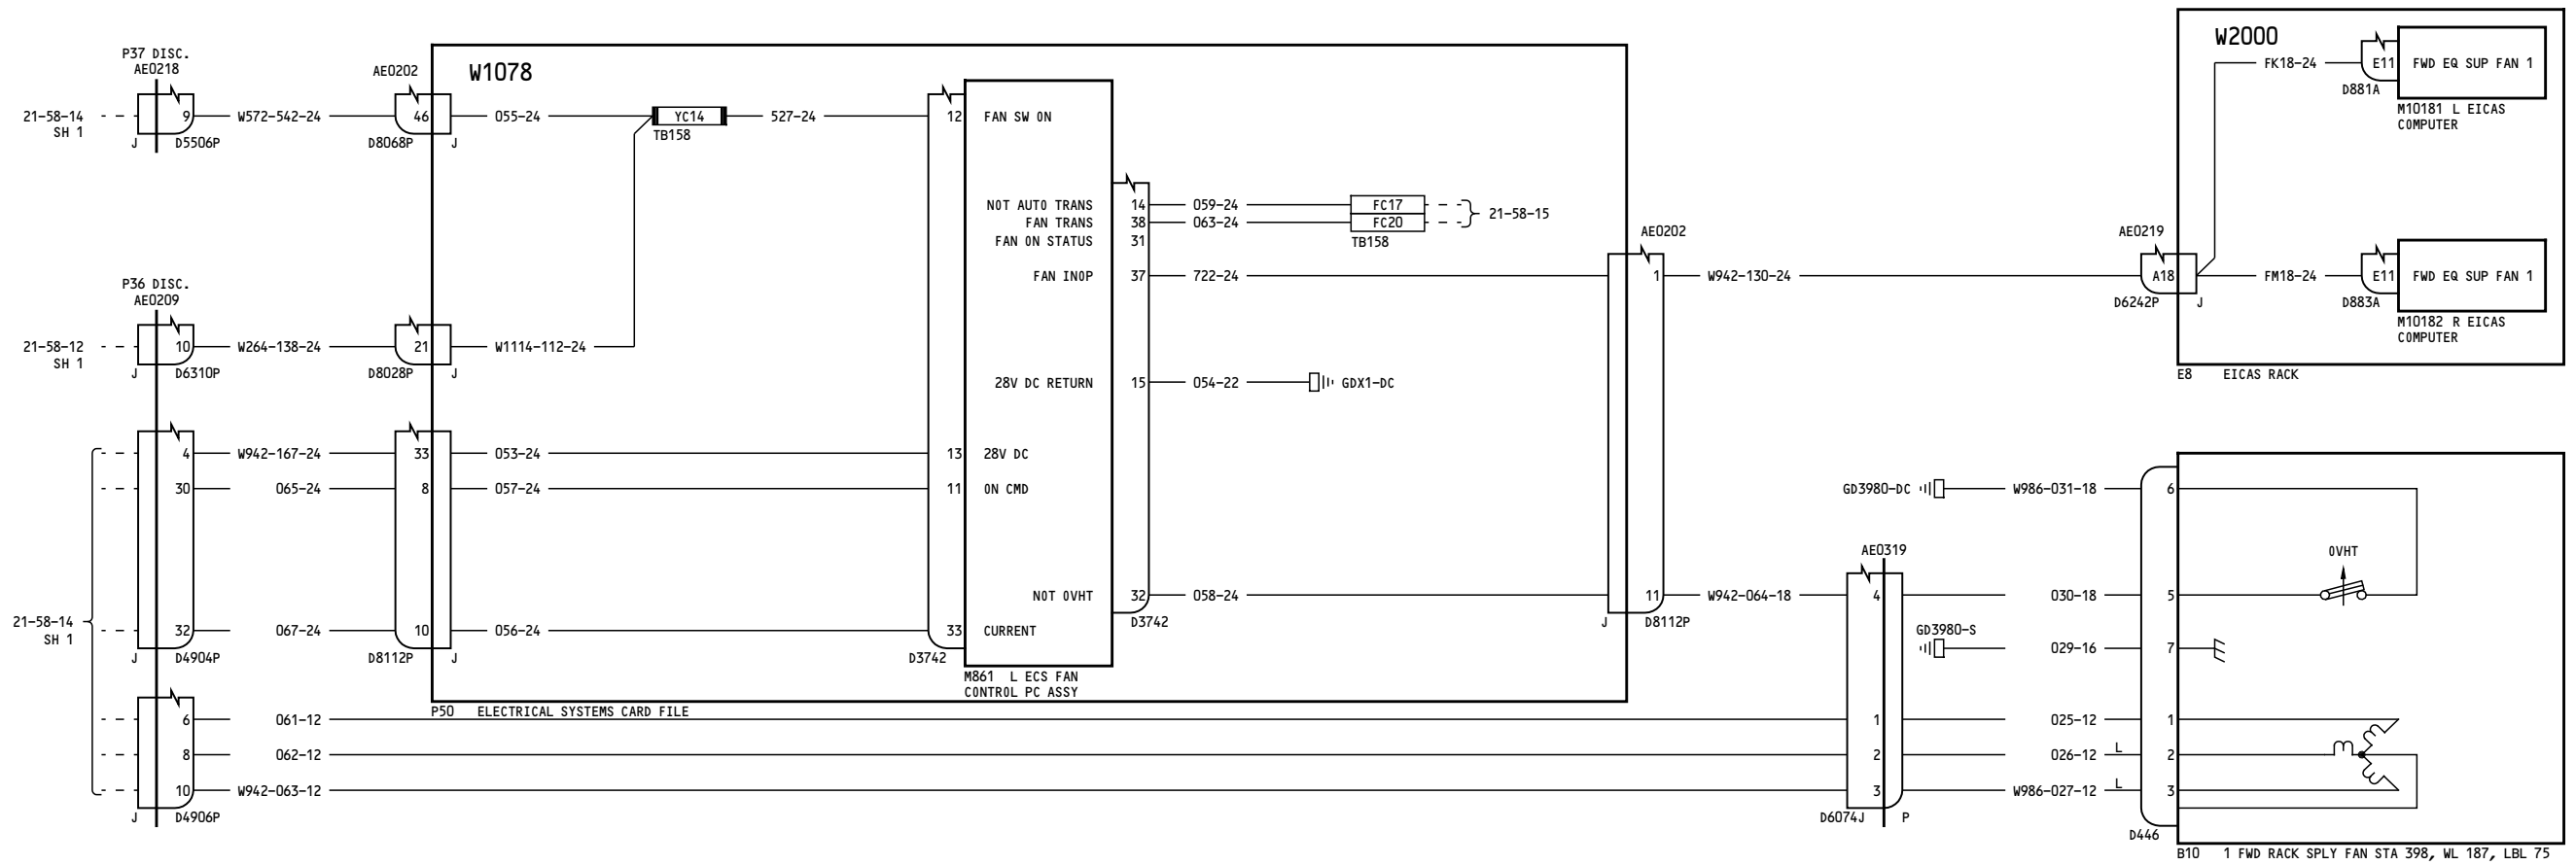 P37 DISC.
AE0218
21-58-14
SH 1
9
J
D5506P
W572-542-24
AE0202
46
D8068P
J
W1078
055-24
YC14
TB158
527-24
12
FAN SW ON
NOT AUTO TRANS
14
059-24
FC17
FAN TRANS
38
063-24
FC20
21-58-15
TB158
FAN ON STATUS
31
FAN INOP
37
722-24
AE0202
1
W942-130-24
AE0219
A18
D6242P
J
W2000
FK18-24
E11
D881A
FWD EQ SUP FAN 1
M10181 L EICAS
COMPUTER
FM18-24
E11
D883A
FWD EQ SUP FAN 1
M10182 R EICAS
COMPUTER
E8 EICAS RACK
P36 DISC.
AE0209
21-58-12
SH 1
10
J
D6310P
W264-138-24
21
D8028P
J
W1114-112-24
28V DC RETURN
15
054-22
GDX1-DC
4
W942-167-24
33
053-24
13
28V DC
30
065-24
8
057-24
11
ON CMD
21-58-14
SH 1
32
067-24
10
056-24
33
CURRENT
J
D4904P
D8112P
J
D3742
NOT OVHT
32
058-24
D3742
11
J
D8112P
W942-064-18
M861 L ECS FAN
CONTROL PC ASSY
P50 ELECTRICAL SYSTEMS CARD FILE
6
061-12
8
062-12
10
W942-063-12
J
D4906P
AE0319
4
1
2
3
D6074J
P
GD3980-DC
W986-031-18
6
030-18
5
OVHT
GD3980-S
029-16
7
025-12
1
026-12
L
2
W986-027-12
L
3
D446
B10 1 FWD RACK SPLY FAN STA 398, WL 187, LBL 75